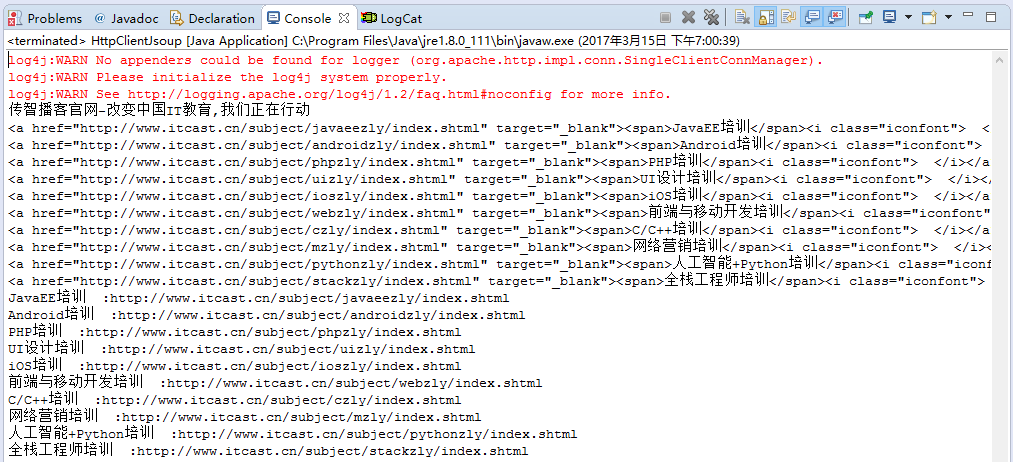 Problems @ Javadoc Declaration Console LogCat
<terminated> HttpClientJsoup [Java Application] C:\Program Files\Java\jre1.8.0_111\bin\javaw.exe (2017年3月15日 下午7:00:39)
log4j:WARN No appenders could be found for logger (org.apache.http.impl.conn.SingleClientConnManager).
log4j:WARN Please initialize the log4j system properly.
log4j:WARN See http://logging.apache.org/log4j/1.2/faq.html#noconfig for more info.
传智播客官网-改变中国IT教育,我们正在行动
<a href="http://www.itcast.cn/subject/javaeezly/index.shtml" target="_blank"><span>JavaEE培训</span><i class="iconfont">  <
<a href="http://www.itcast.cn/subject/androidzly/index.shtml" target="_blank"><span>Android培训</span><i class="iconfont">
<a href="http://www.itcast.cn/subject/phpzly/index.shtml" target="_blank"><span>PHP培训</span><i class="iconfont">  </i></a
<a href="http://www.itcast.cn/subject/uizly/index.shtml" target="_blank"><span>UI设计培训</span><i class="iconfont">  </i></
<a href="http://www.itcast.cn/subject/ioszly/index.shtml" target="_blank"><span>iOS培训</span><i class="iconfont">  </i></a
<a href="http://www.itcast.cn/subject/webzly/index.shtml" target="_blank"><span>前端与移动开发培训</span><i class="iconfont"
<a href="http://www.itcast.cn/subject/czly/index.shtml" target="_blank"><span>C/C++培训</span><i class="iconfont">  </i></a
<a href="http://www.itcast.cn/subject/mzly/index.shtml" target="_blank"><span>网络营销培训</span><i class="iconfont">  </i><
<a href="http://www.itcast.cn/subject/pythonzly/index.shtml" target="_blank"><span>人工智能+Python培训</span><i class="iconf
<a href="http://www.itcast.cn/subject/stackzly/index.shtml" target="_blank"><span>全栈工程师培训</span><i class="iconfont">
JavaEE培训  :http://www.itcast.cn/subject/javaeezly/index.shtml
Android培训  :http://www.itcast.cn/subject/androidzly/index.shtml
PHP培训  :http://www.itcast.cn/subject/phpzly/index.shtml
UI设计培训  :http://www.itcast.cn/subject/uizly/index.shtml
iOS培训  :http://www.itcast.cn/subject/ioszly/index.shtml
前端与移动开发培训  :http://www.itcast.cn/subject/webzly/index.shtml
C/C++培训  :http://www.itcast.cn/subject/czly/index.shtml
网络营销培训  :http://www.itcast.cn/subject/mzly/index.shtml
人工智能+Python培训  :http://www.itcast.cn/subject/pythonzly/index.shtml
全栈工程师培训  :http://www.itcast.cn/subject/stackzly/index.shtml